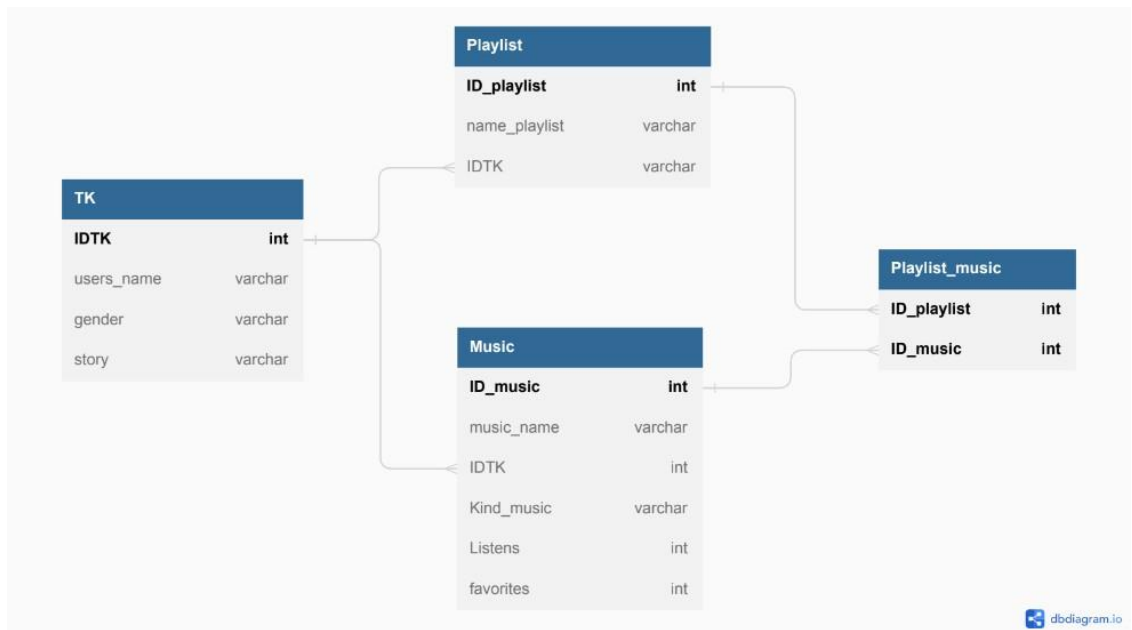 Playlist
ID_playlist int
name_playlist varchar
IDTK varchar
TK
IDTK int
users_name varchar
gender varchar
story varchar
Music
ID_music int
music_name varchar
IDTK int
Kind_music varchar
Listens int
favorites int
Playlist_music
ID_playlist int
ID_music int
dbdiagram.io